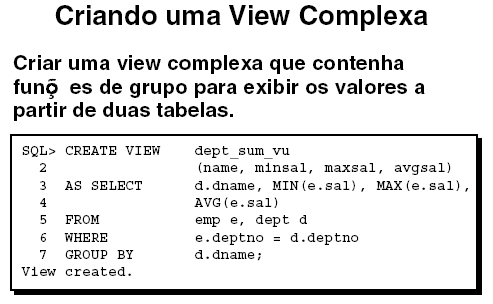 Criando uma View Complexa
Criar uma view complexa que contenha
funçõ es de grupo para exibir os valores a
partir de duas tabelas.
SQL> CREATE VIEW dept_sum_vu
2 (name, minsal, maxsal, avgsal)
3 AS SELECT d.dname, MIN(e.sal), MAX(e.sal),
4 AVG(e.sal)
5 FROM emp e, dept d
6 WHERE e.deptno = d.deptno
7 GROUP BY d.dname;
View created.